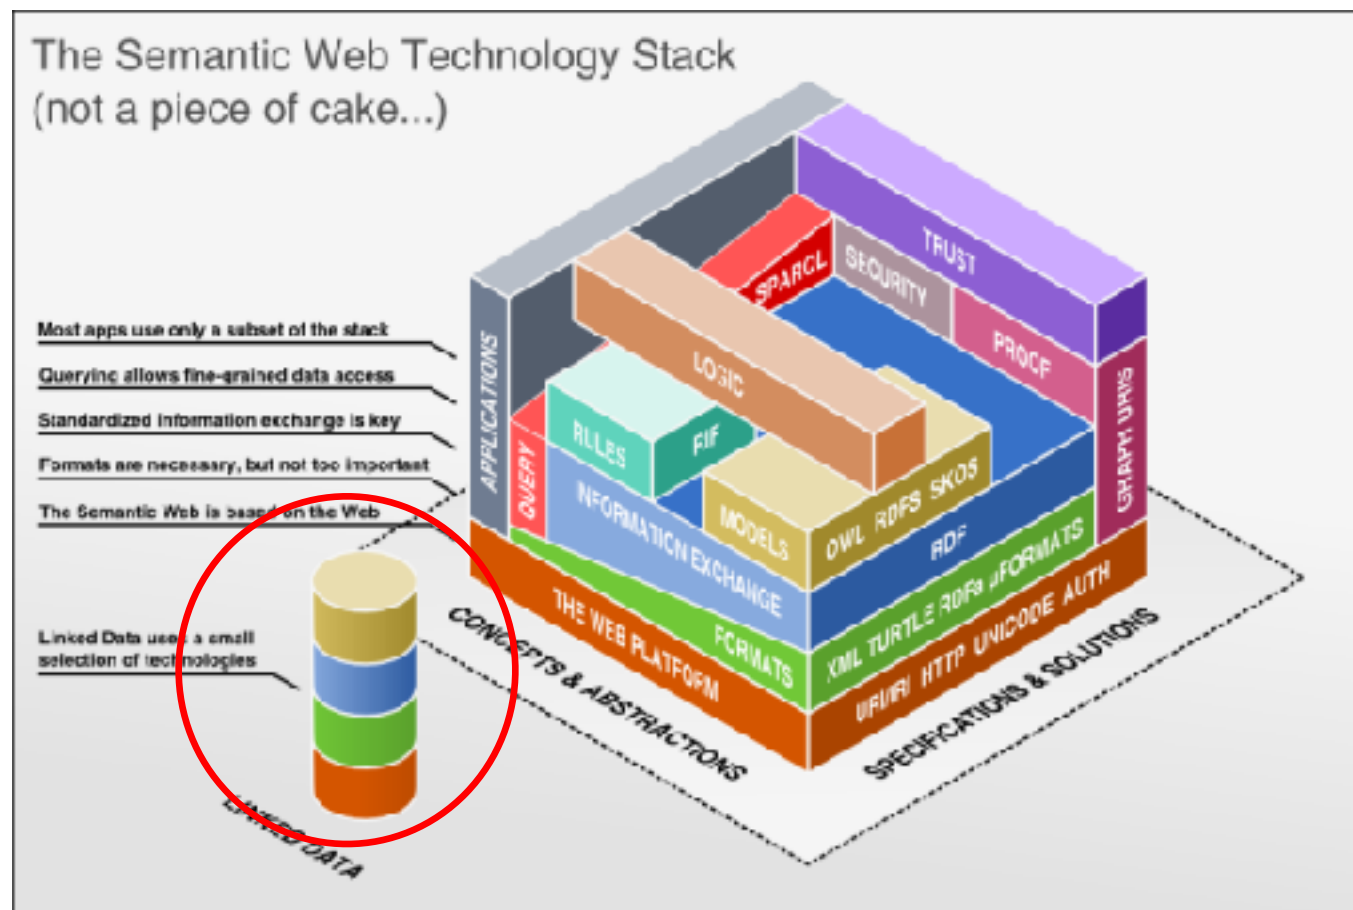 The Semantic Web Technology Stack
(not a piece of cake...)
Most apps use only a subset of the stack
Querying allows fine-grained data access
Standardized information exchange is key
Formats are necessary, but not too important
The Semantic Web is based on the Web
Linked Data uses a small
selection of technologies
LINKED DATA
APPLICATIONS
QUERY
RULES
RIF
LOGIC
SPARQL
SECURITY
TRUST
PROOF
GRAPH URIS
INFORMATION EXCHANGE
MODELS
OWL RDFS SKOS
RDF
FORMATS
XML TURTLE RDFa µFORMATS
THE WEB PLATFORM
URI/IRI HTTP UNICODE AUTH
CONCEPTS & ABSTRACTIONS
SPECIFICATIONS & SOLUTIONS